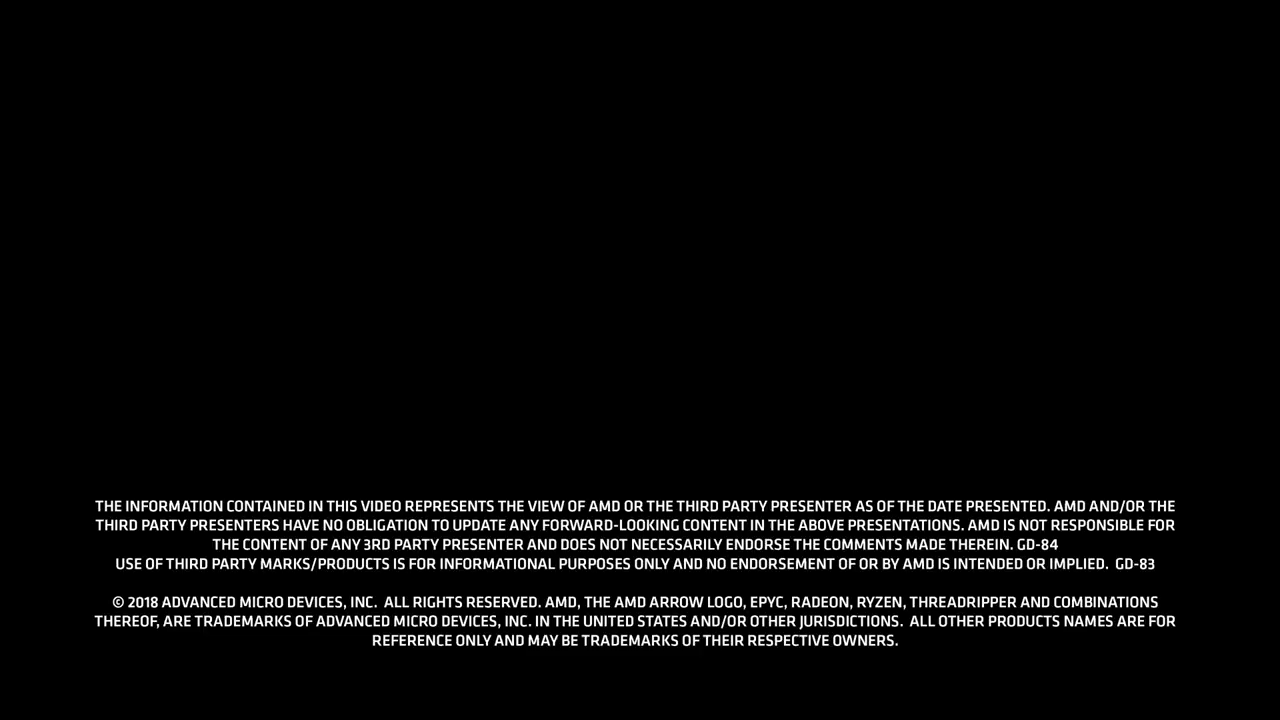 THE INFORMATION CONTAINED IN THIS VIDEO REPRESENTS THE VIEW OF AMD OR THE THIRD PARTY PRESENTER AS OF THE DATE PRESENTED. AMD AND/OR THE
THIRD PARTY PRESENTERS HAVE NO OBLIGATION TO UPDATE ANY FORWARD-LOOKING CONTENT IN THE ABOVE PRESENTATIONS. AMD IS NOT RESPONSIBLE FOR
THE CONTENT OF ANY 3RD PARTY PRESENTER AND DOES NOT NECESSARILY ENDORSE THE COMMENTS MADE THEREIN. GD-84
USE OF THIRD PARTY MARKS/PRODUCTS IS FOR INFORMATIONAL PURPOSES ONLY AND NO ENDORSEMENT OF OR BY AMD IS INTENDED OR IMPLIED.  GD-83
© 2018 ADVANCED MICRO DEVICES, INC.  ALL RIGHTS RESERVED. AMD, THE AMD ARROW LOGO, EPYC, RADEON, RYZEN, THREADRIPPER AND COMBINATIONS
THEREOF, ARE TRADEMARKS OF ADVANCED MICRO DEVICES, INC. IN THE UNITED STATES AND/OR OTHER JURISDICTIONS.  ALL OTHER PRODUCTS NAMES ARE FOR
REFERENCE ONLY AND MAY BE TRADEMARKS OF THEIR RESPECTIVE OWNERS.